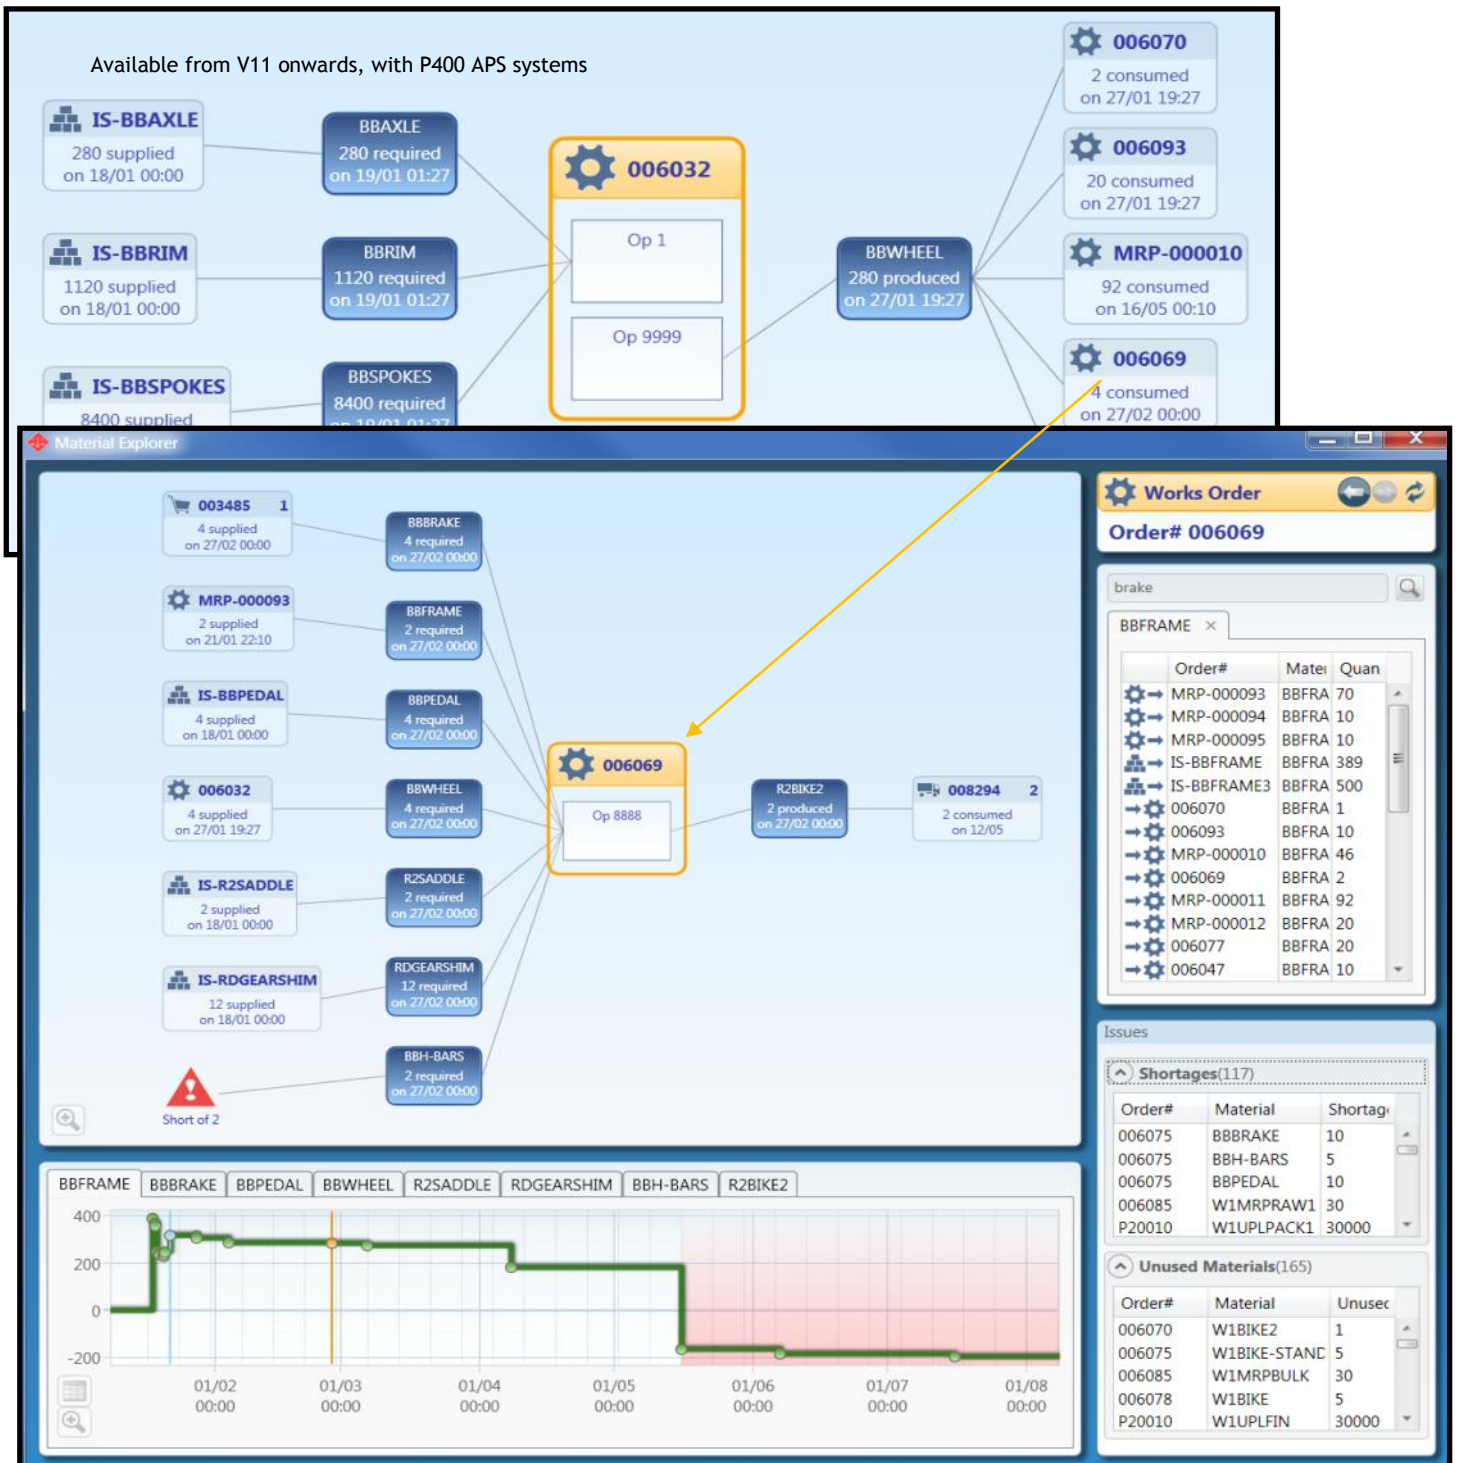 Available from V11 onwards, with P400 APS systems
IS-BBAXLE
280 supplied
on 18/01 00:00
BBAXLE
280 required
on 19/01 01:27
IS-BBRIM
1120 supplied
on 18/01 00:00
BBRIM
1120 required
on 19/01 01:27
IS-BBSPOKES
8400 supplied
BBSPOKES
8400 required
on 19/01 01:27
006032
Op 1
Op 9999
BBWHEEL
280 produced
on 27/01 19:27
006070
2 consumed
on 27/01 19:27
006093
20 consumed
on 27/01 19:27
MRP-000010
92 consumed
on 16/05 00:10
006069
4 consumed
on 27/02 00:00
Material Explorer
003485 1
4 supplied
on 27/02 00:00
BBBRAKE
4 required
on 27/02 00:00
MRP-000093
2 supplied
on 21/01 22:10
BBFRAME
2 required
on 27/02 00:00
IS-BBPEDAL
4 supplied
on 18/01 00:00
BBPEDAL
4 required
on 27/02 00:00
006032
4 supplied
on 27/01 19:27
BBWHEEL
4 required
on 27/02 00:00
IS-R2SADDLE
2 supplied
on 18/01 00:00
R2SADDLE
2 required
on 27/02 00:00
IS-RDGEARSHIM
12 supplied
on 18/01 00:00
RDGEARSHIM
12 required
on 27/02 00:00
Short of 2
BBH-BARS
2 required
on 27/02 00:00
006069
Op 8888
R2BIKE2
2 produced
on 27/02 00:00
008294 2
2 consumed
on 12/05
Works Order
Order# 006069
brake
BBFRAME ×
Order# Mater Quan
MRP-000093 BBFRA 70
MRP-000094 BBFRA 10
MRP-000095 BBFRA 10
IS-BBFRAME BBFRA 389
IS-BBFRAME3 BBFRA 500
006070 BBFRA 1
006093 BBFRA 10
MRP-000010 BBFRA 46
006069 BBFRA 2
MRP-000011 BBFRA 92
MRP-000012 BBFRA 20
006077 BBFRA 20
006047 BBFRA 10
Issues
Shortages(117)
Order# Material Shortag
006075 BBBRAKE 10
006075 BBH-BARS 5
006075 BBPEDAL 10
006085 W1MRPRAW1 30
P20010 W1UPLPACK1 30000
Unused Materials(165)
Order# Material Unused
006070 W1BIKE2 1
006075 W1BIKE-STAND 5
006085 W1MRPBULK 30
006078 W1BIKE 5
P20010 W1UPLFIN 30000
BBFRAME BBBRAKE BBPEDAL BBWHEEL R2SADDLE RDGEARSHIM BBH-BARS R2BIKE2
400
200
0
-200
01/02 01/03 01/04 01/05 01/06 01/07 01/08
00:00 00:00 00:00 00:00 00:00 00:00 00:00